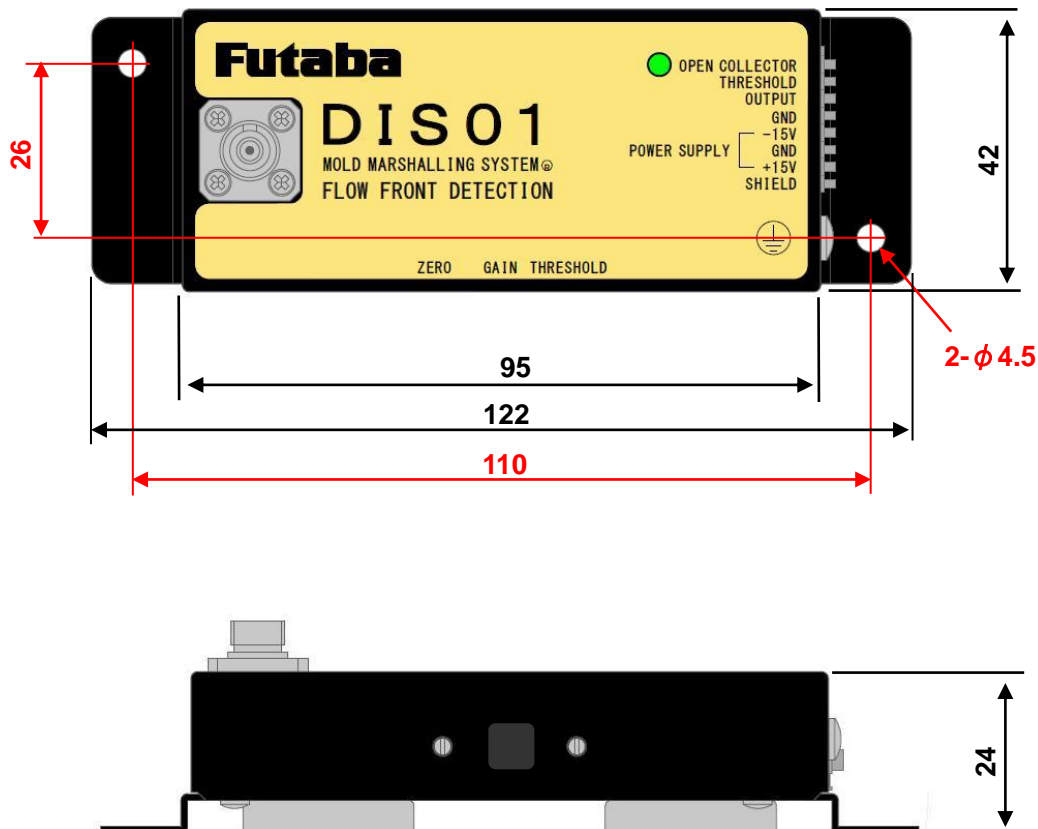 Futaba
DIS01
MOLD MARSHALLING SYSTEM®
FLOW FRONT DETECTION
OPEN COLLECTOR
THRESHOLD
OUTPUT
GND
-15V
POWER SUPPLY GND
+15V
SHIELD
ZERO GAIN THRESHOLD
26
42
2-φ4.5
95
122
110
24